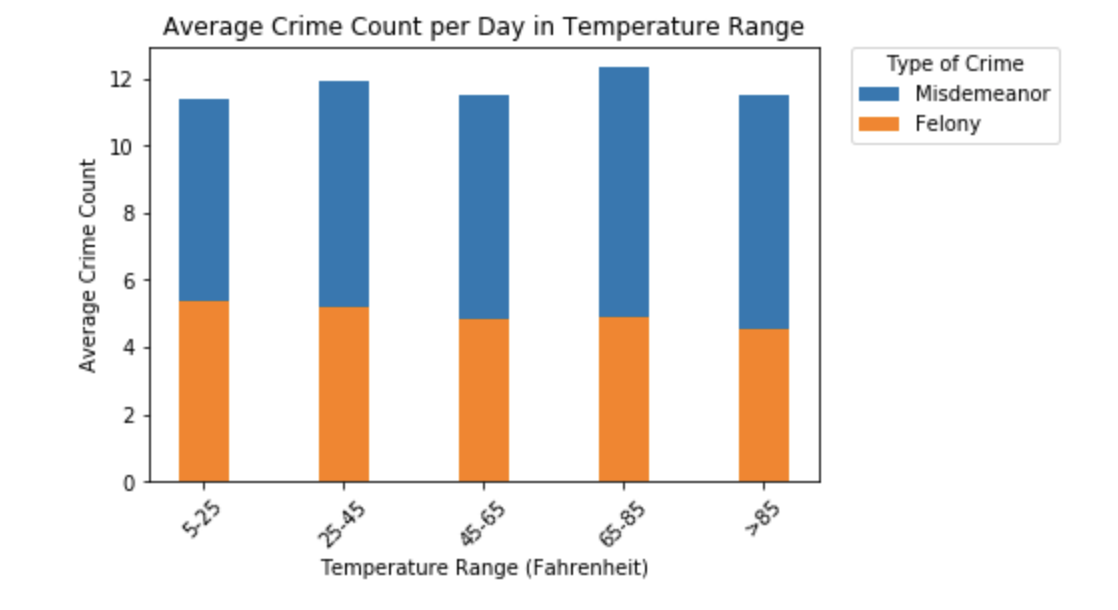 Average Crime Count per Day in Temperature Range
Type of Crime
Misdemeanor
Felony
Average Crime Count
12
10
8
6
4
2
0
5-25
25-45
45-65
65-85
>85
Temperature Range (Fahrenheit)